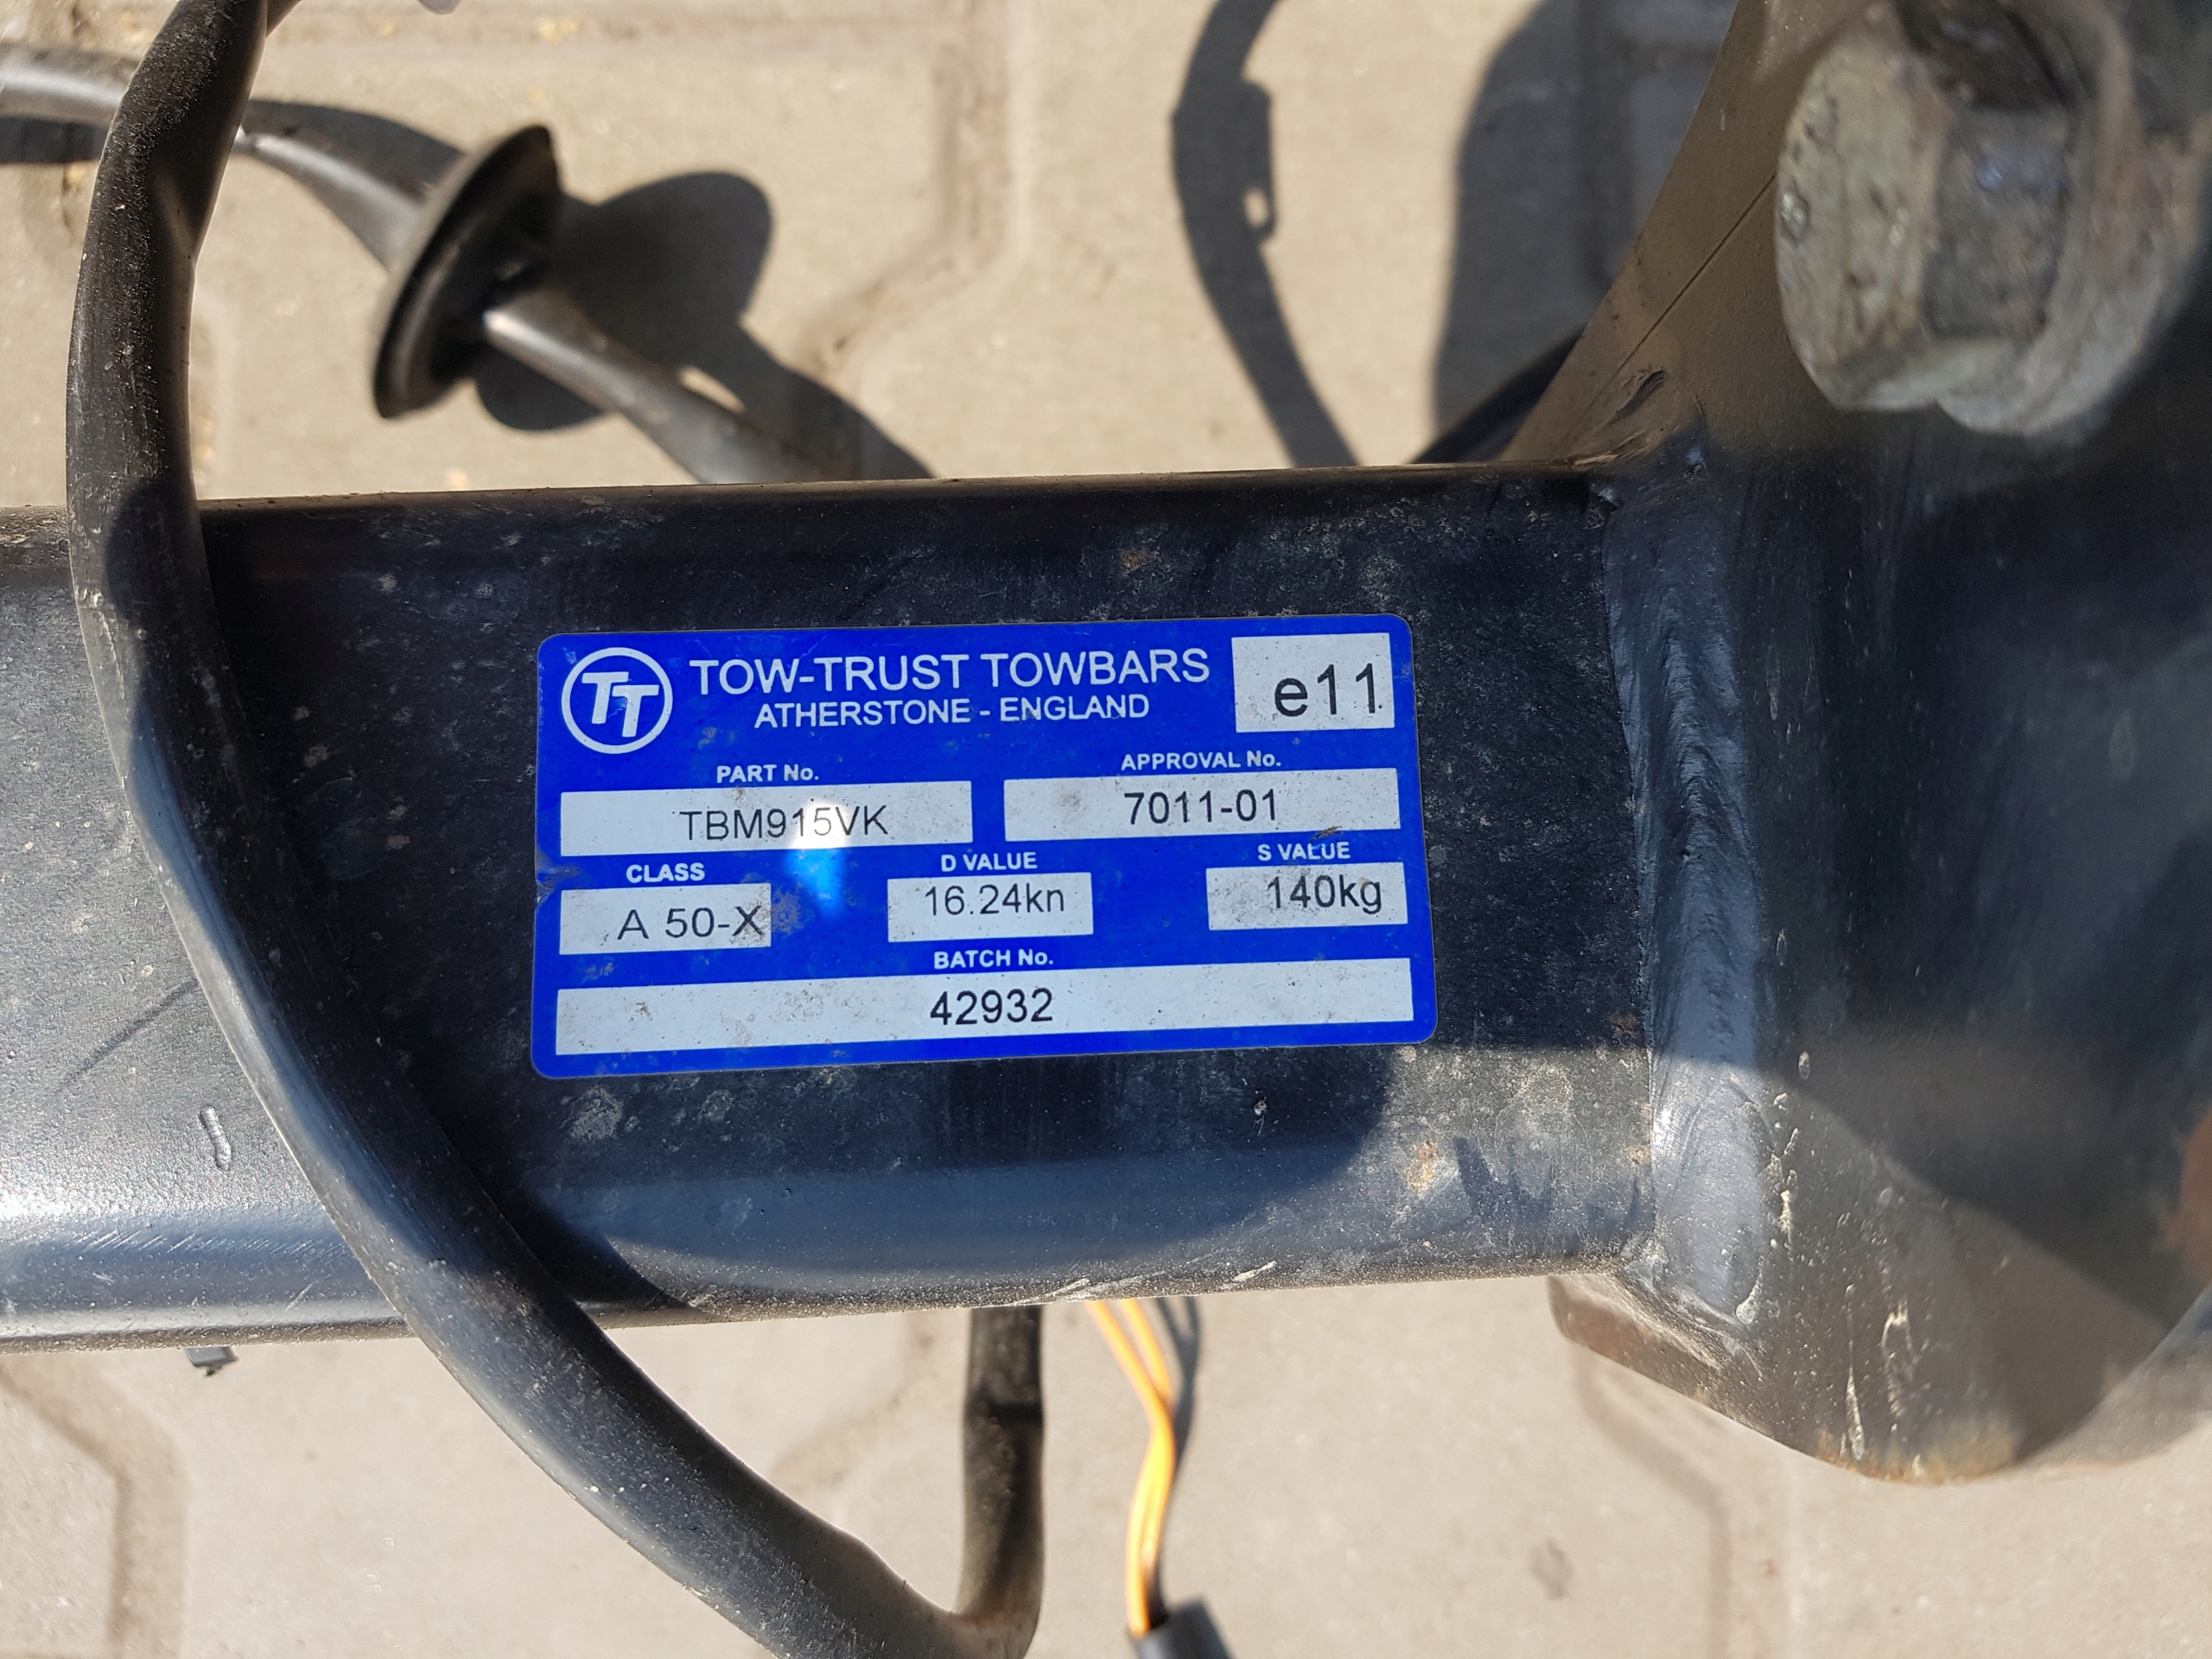 TT TOW-TRUST TOWBARS
ATHERSTONE - ENGLAND
e11
PART No. APPROVAL No.
TBM915VK 7011-01
CLASS D VALUE S VALUE
A 50-X 16.24kn 140kg
BATCH No.
42932